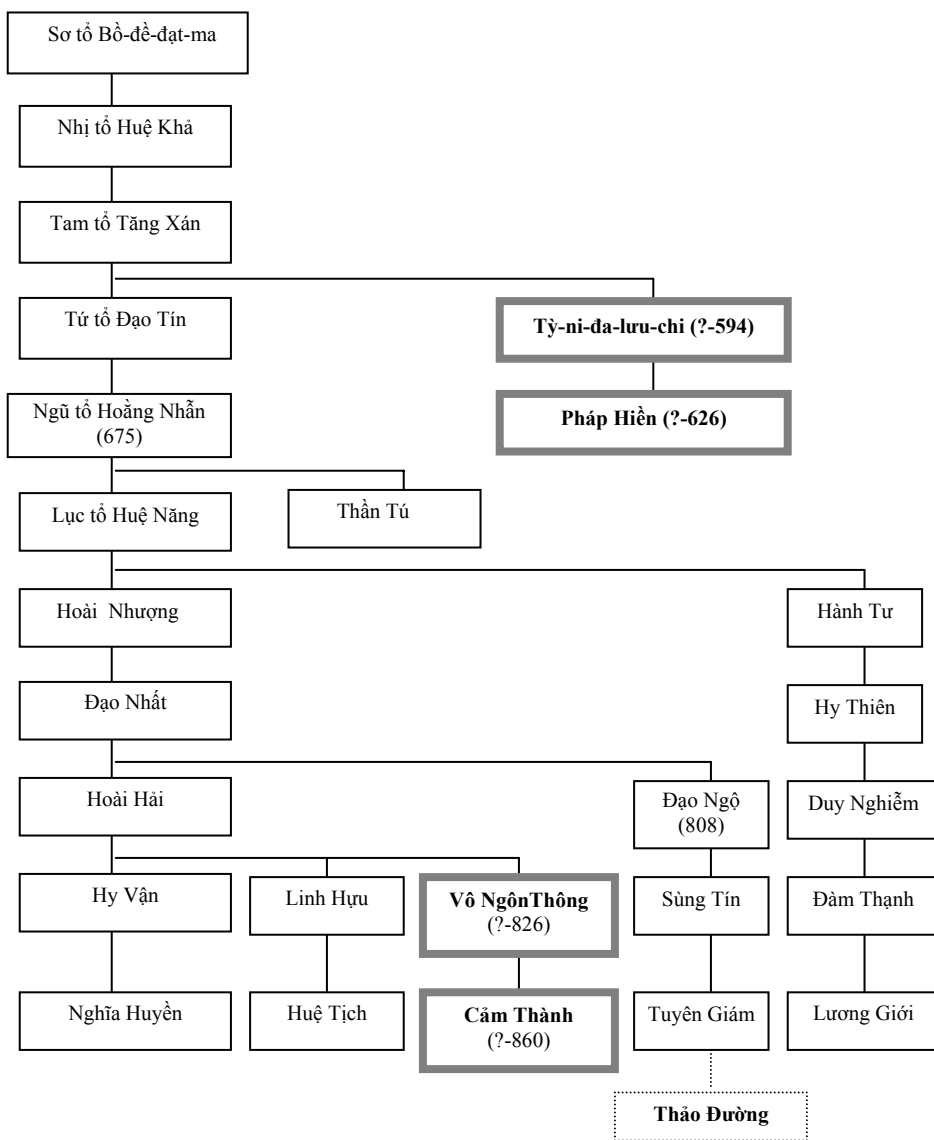 Sơ tổ Bồ-đề-đạt-ma
Nhị tổ Huệ Khả
Tam tổ Tăng Xán
Tứ tổ Đạo Tín
Tỳ-ni-đa-lưu-chi (?-594)
Ngũ tổ Hoằng Nhẫn
(675)
Pháp Hiền (?-626)
Lục tổ Huệ Năng
Thần Tú
Hoài Nhượng
Hành Tư
Đạo Nhất
Hy Thiên
Hoài Hải
Đạo Ngộ
(808)
Duy Nghiễm
Hy Vận
Linh Hựu
Vô NgônThông
(?-826)
Sùng Tín
Đàm Thạnh
Nghĩa Huyền
Huệ Tịch
Cảm Thành
(?-860)
Tuyên Giám
Lương Giới
Thảo Đường